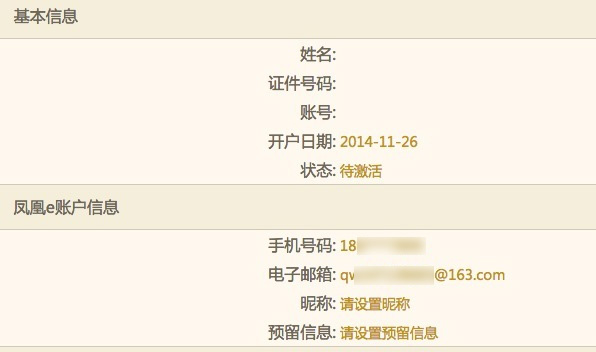 基本信息
姓名:
证件号码:
账号:
开户日期: 2014-11-26
状态: 待激活
凤凰e账户信息
手机号码: 18
电子邮箱: qw @163.com
昵称: 请设置昵称
预留信息: 请设置预留信息